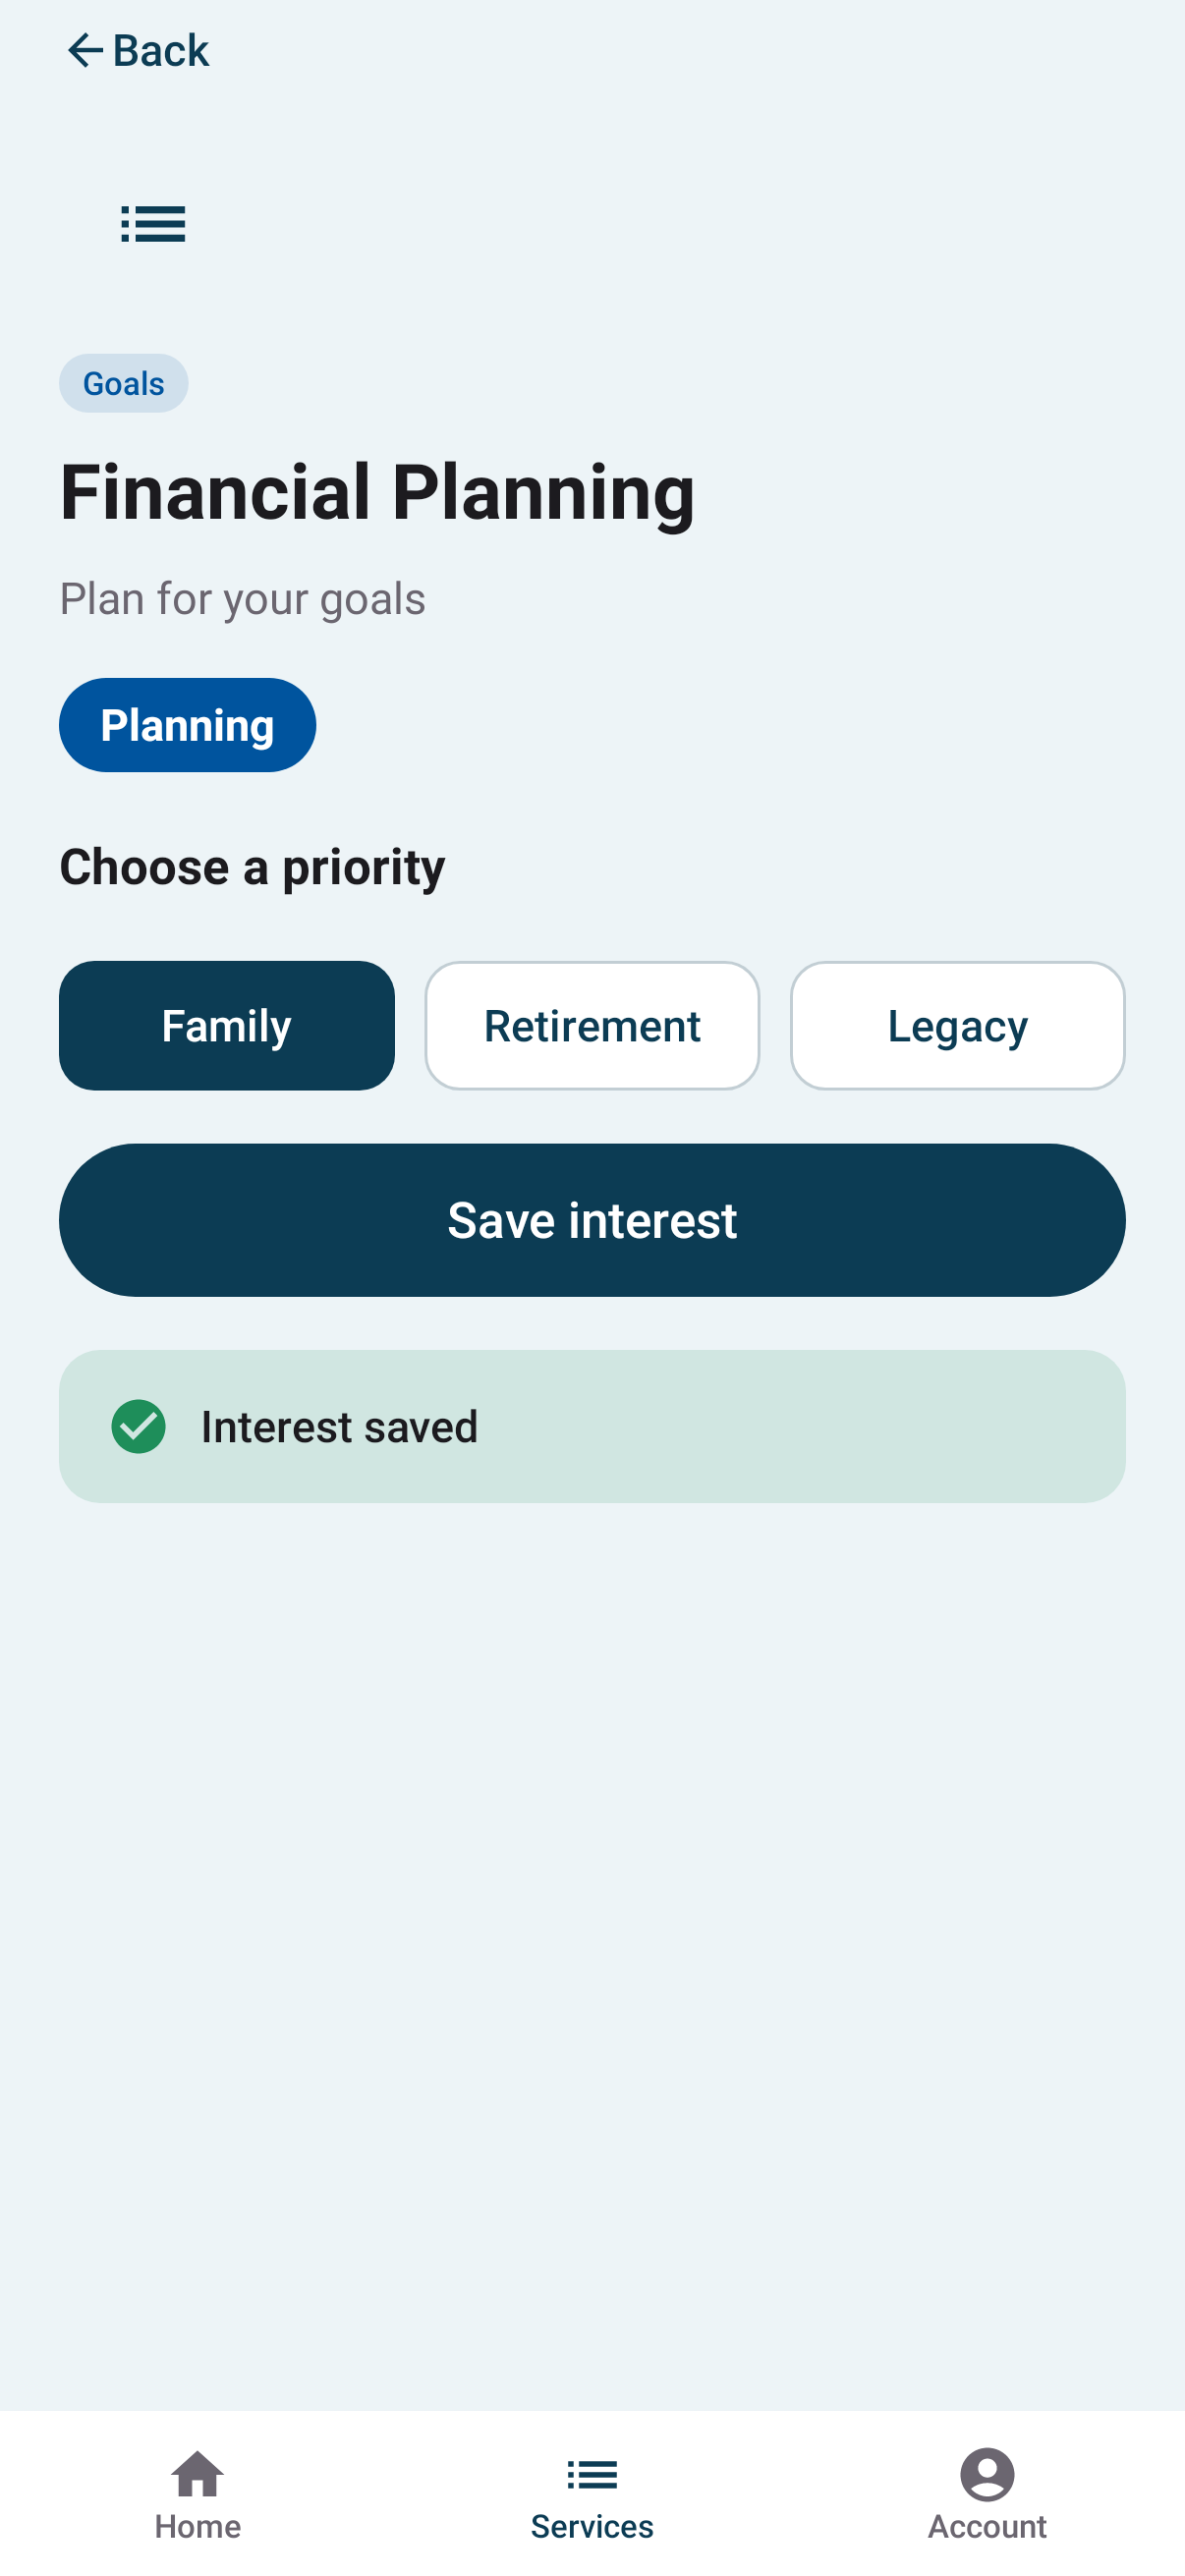 Back
Goals
Financial Planning
Plan for your goals
Planning
Choose a priority
Family Retirement Legacy
Save interest
Interest saved
Home Services Account